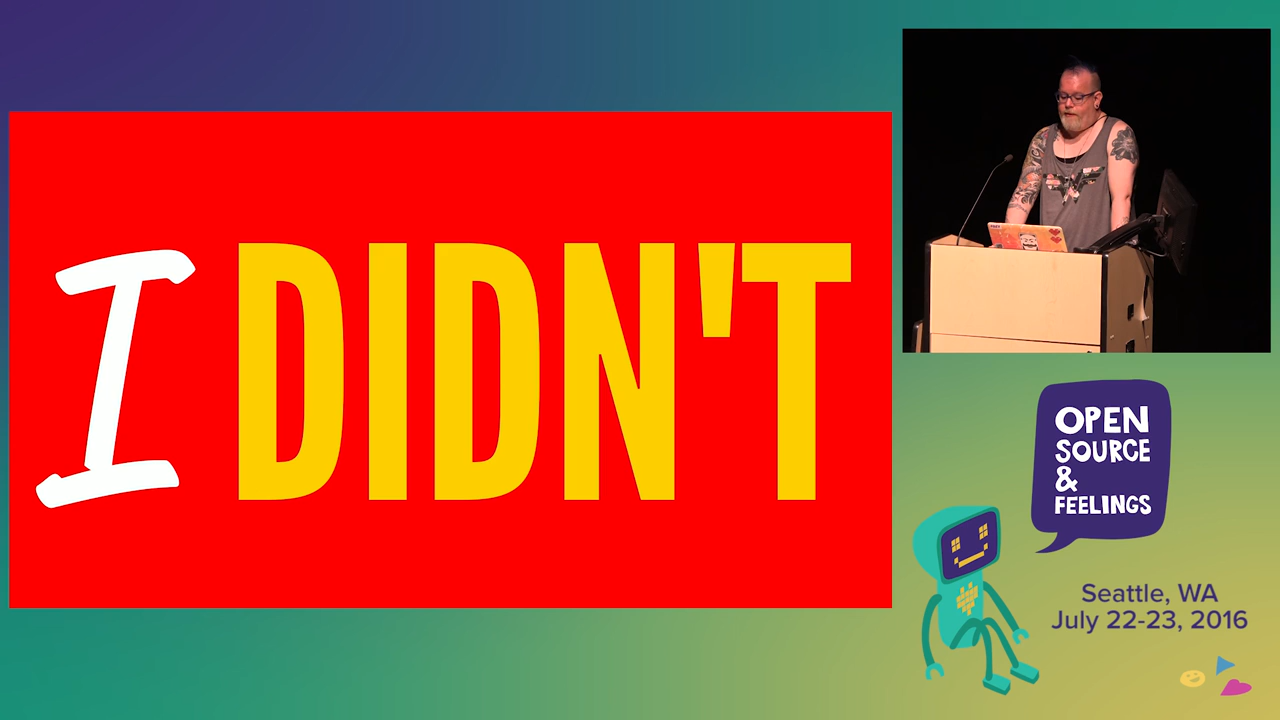 I DIDN'T
OPEN
SOURCE
&
FEELINGS
Seattle, WA
July 22-23, 2016